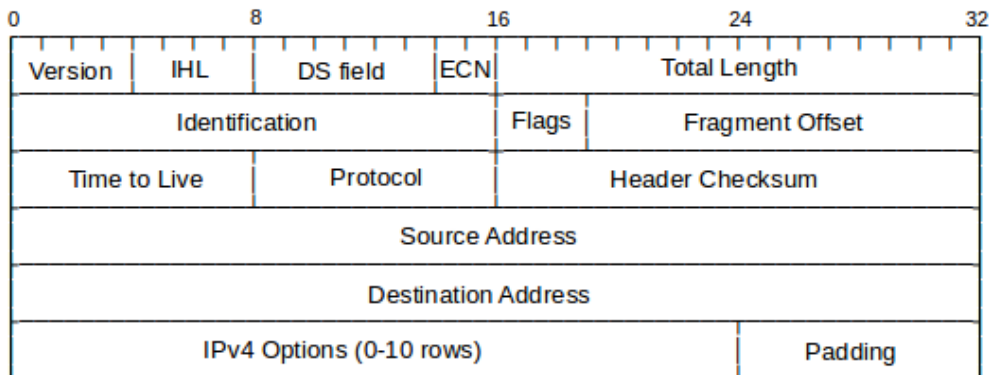 0 8 16 24 32
Version IHL DS field ECN Total Length
Identification Flags Fragment Offset
Time to Live Protocol Header Checksum
Source Address
Destination Address
IPv4 Options (0-10 rows) Padding